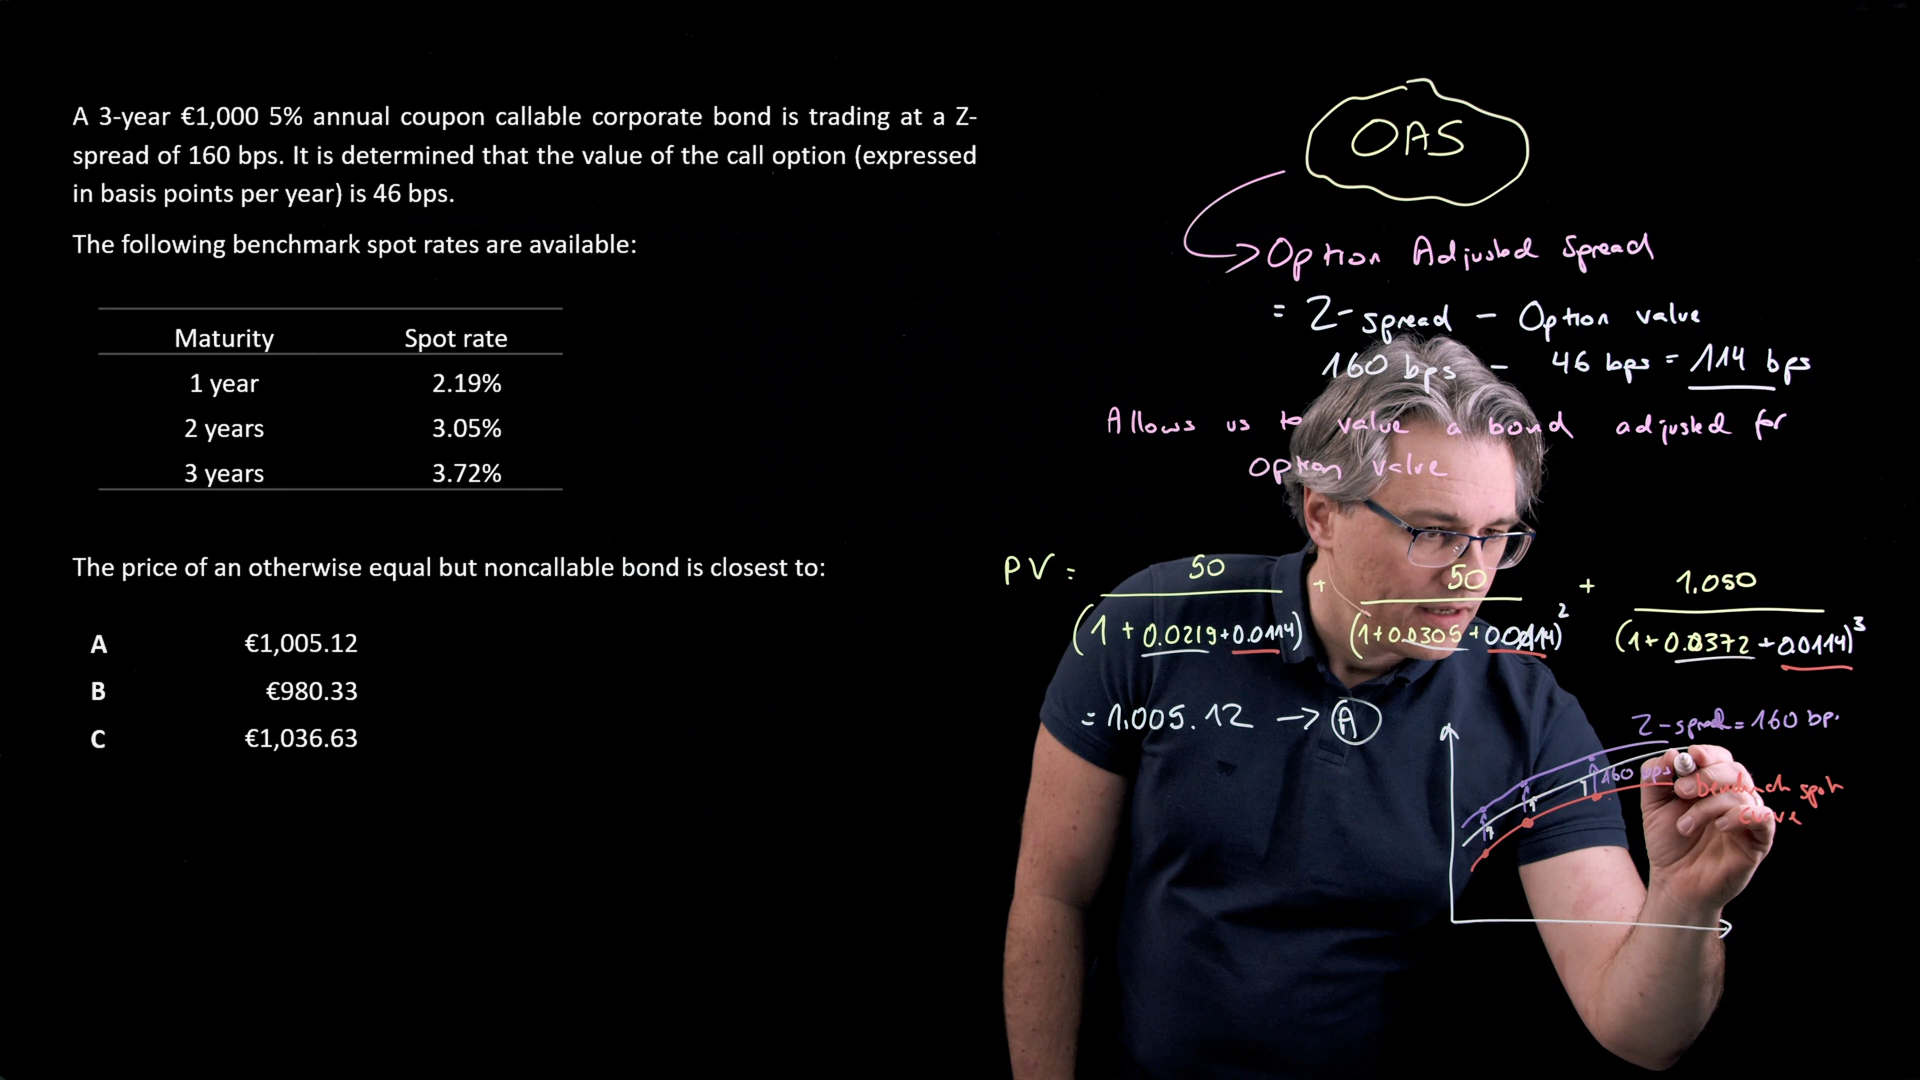 A 3-year €1,000 5% annual coupon callable corporate bond is trading at a Z-
spread of 160 bps. It is determined that the value of the call option (expressed
in basis points per year) is 46 bps.
The following benchmark spot rates are available:
Maturity Spot rate
1 year 2.19%
2 years 3.05%
3 years 3.72%
The price of an otherwise equal but noncallable bond is closest to:
A €1,005.12
B €980.33
C €1,036.63
OAS
Option Adjusted Spread
= Z-spread - Option value
160 bps - 46 bps = 114 bps
Allows us to value a bond adjusted for
option value
PV = 50 + 50 + 1.050
(1 + 0.0219+0.0114) (1+0.0305+0.0114)² (1+0.0372+0.0114)³
= 1.005.12 → A
Z-spread = 160 bp.
160 bps
bench spot
curve